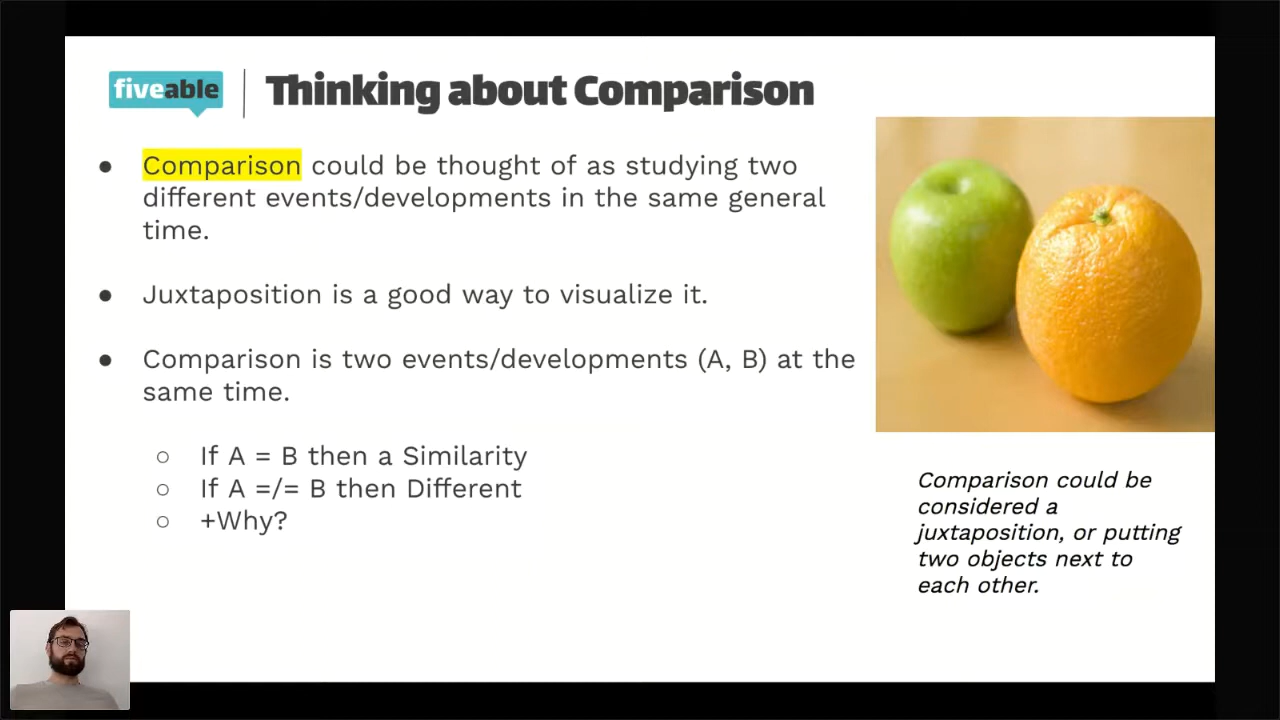 fiveable
Thinking about Comparison
● Comparison could be thought of as studying two
different events/developments in the same general
time.
● Juxtaposition is a good way to visualize it.
● Comparison is two events/developments (A, B) at the
same time.
○ If A = B then a Similarity
○ If A =/= B then Different
○ +Why?
Comparison could be
considered a
juxtaposition, or putting
two objects next to
each other.